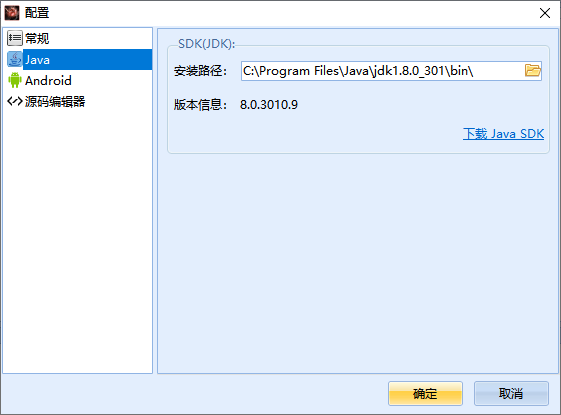 配置
常规
Java
Android
源码编辑器
SDK(JDK):
安装路径： C:\Program Files\Java\jdk1.8.0_301\bin\
版本信息： 8.0.3010.9
下载 Java SDK
确定 取消